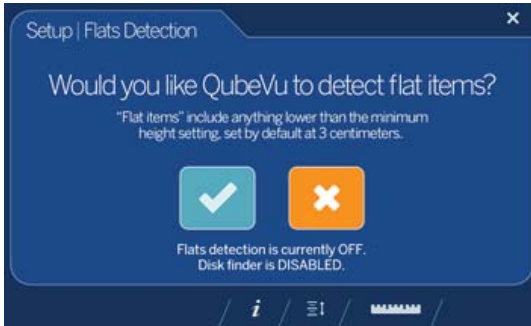 Setup | Flats Detection
Would you like QubeVu to detect flat items?
"Flat items" include anything lower than the minimum
height setting, set by default at 3 centimeters.
Flats detection is currently OFF.
Disk finder is DISABLED.
i